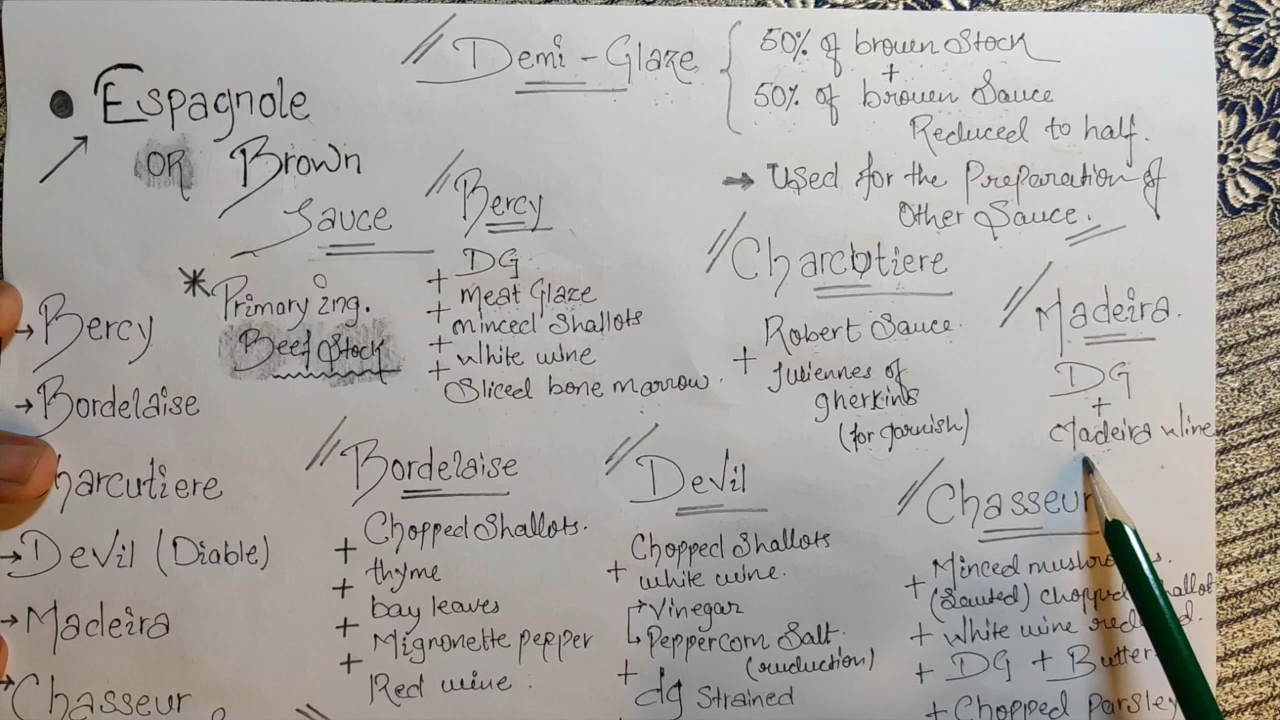 Demi-Glaze
50% of brown stock
+
50% of brown Sauce
Reduced to half.
→ Used for the Preparation of
Other Sauce.
• Espagnole
OR Brown
Sauce
* Primary ing.
Beef Stock
→ Bercy
→ Bordelaise
harcutiere
→ Devil (Diable)
→ Madeira
→ Chasseur
Bercy
DG
+ Meat Glaze
+ minced shallots
+ white wine
+ Sliced bone marrow.
Charcutiere
Robert Sauce.
+ Juliennes of
gherkins
(for garnish)
Madeira.
DG
+
Madeira wine
Bordelaise
Chopped Shallots.
+ thyme
+ bay leaves
+ Mignonette pepper
+ Red wine.
Devil
Chopped Shallots
+ white wine.
→ Vinegar
→ Peppercorn Salt.
(reduction)
+ dg Strained
Chasseur
Minced
+ (Sauted) chopped
+ White wine
+ DG + Butter
+ Chopped Parsley